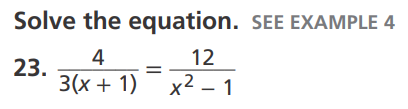 Solve the equation. SEE EXAMPLE 4
23. 4/3(x + 1) = 12/x² – 1